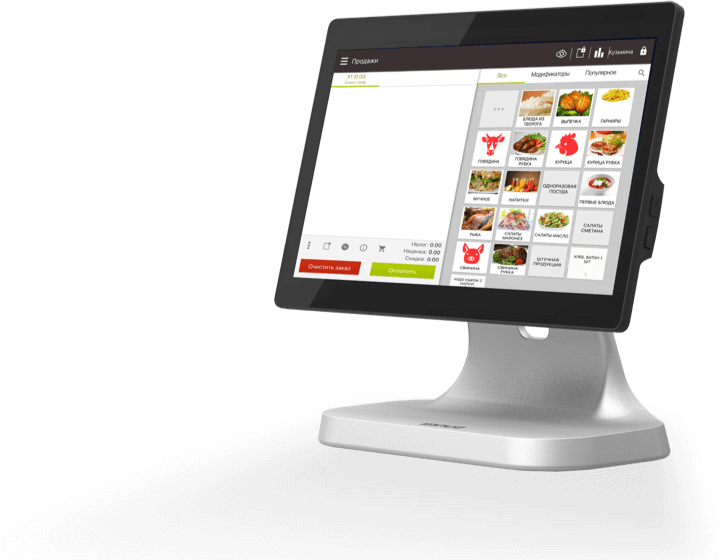 Продажи
Кузьмина
#1 (0.00)
Все
Модификаторы
Популярное
БЛЮДА ИЗ
ТВОРОГА
ВЫПЕЧКА
ГАРНИРЫ
ГОВЯДИНА
ГОВЯДИНА
РУБКА
КУРИЦА
КУРИЦА РУБКА
МУЧНОЕ
НАПИТКИ
ОДНОРАЗОВАЯ
ПОСУДА
ПЕРВЫЕ БЛЮДА
РЫБА
САЛАТЫ
МАЙОНЕЗ
САЛАТЫ МАСЛО
САЛАТЫ
СМЕТАНА
СВИНИНА
СВИНИНА
РУБКА
ШТУЧНАЯ
ПРОДУКЦИЯ
ХЛЕБ, БАТОН 1
ШТ
ЧУДО СЫРОК С
Налог: 0.00
Наценка: 0.00
Скидка: 0.00
Очистить заказ
Оплатить